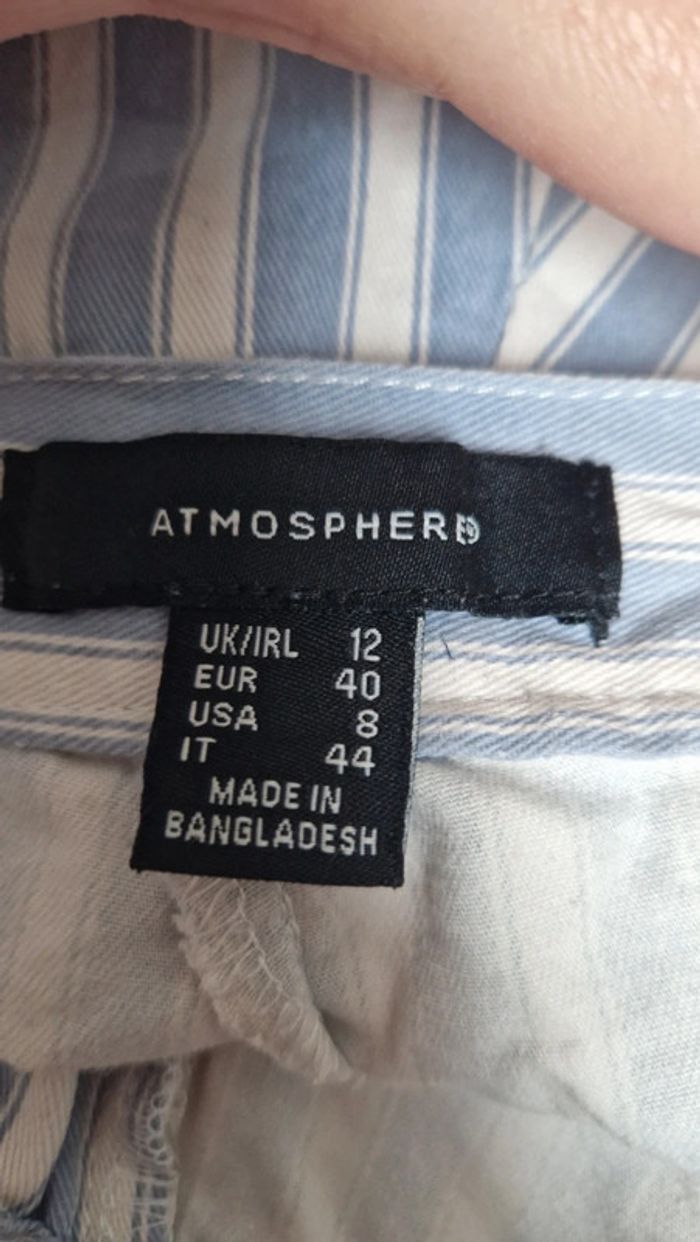 ATMOSPHERE
UK/IRL 12
EUR 40
USA 8
IT 44
MADE IN
BANGLADESH